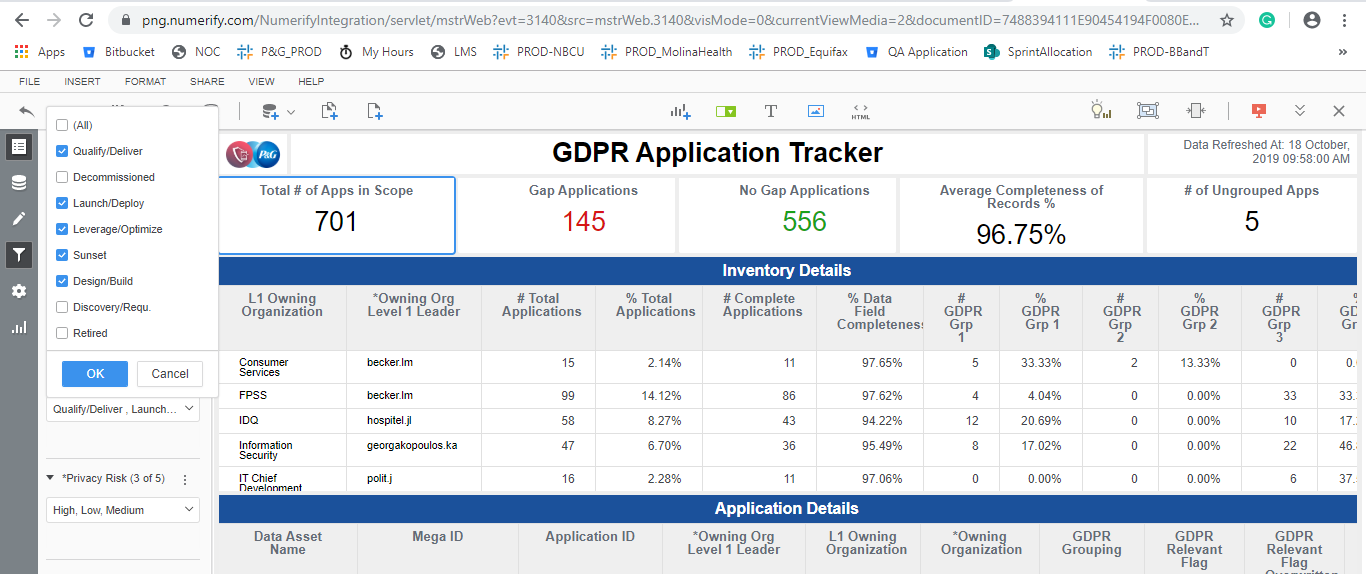 png.numerify.com/NumerifyIntegration/servlet/mstrWeb?evt=3140&src=mstrWeb.3140&visMode=0&currentViewMedia=2&documentID=7488394111E90454194F0080E...
Apps Bitbucket NOC P&G_PROD My Hours LMS PROD-NBCU PROD_MolinaHealth PROD_Equifax QA Application SprintAllocation PROD-BBandT »
FILE INSERT FORMAT SHARE VIEW HELP
T
HTML
(All)
Qualify/Deliver
Decommissioned
Launch/Deploy
Leverage/Optimize
Sunset
Design/Build
Discovery/Requ.
Retired
OK Cancel
Qualify/Deliver , Launch...
*Privacy Risk (3 of 5)
High, Low, Medium
P&G
GDPR Application Tracker
Data Refreshed At: 18 October,
2019 09:58:00 AM
Total # of Apps in Scope
701
Gap Applications
145
No Gap Applications
556
Average Completeness of
Records %
96.75%
# of Ungrouped Apps
5
Inventory Details
L1 Owning
Organization
*Owning Org
Level 1 Leader
# Total
Applications
% Total
Applications
# Complete
Applications
% Data
Field
Completeness
#
GDPR
Grp
1
%
GDPR
Grp 1
#
GDPR
Grp
2
%
GDPR
Grp 2
#
GDPR
Grp
3
Consumer
Services
becker.lm 15 2.14% 11 97.65% 5 33.33% 2 13.33% 0 0.
FPSS becker.lm 99 14.12% 86 97.62% 4 4.04% 0 0.00% 33 33.
IDQ hospitel.jl 58 8.27% 43 94.22% 12 20.69% 0 0.00% 10 17.
Information
Security
georgakopoulos.ka 47 6.70% 36 95.49% 8 17.02% 0 0.00% 22 46.
IT Chief
Development
polit.j 16 2.28% 11 97.06% 0 0.00% 0 0.00% 6 37.
Application Details
Data Asset
Name
Mega ID
Application ID
*Owning Org
Level 1 Leader
L1 Owning
Organization
*Owning
Organization
GDPR
Grouping
GDPR
Relevant
Flag
GDPR
Relevant
Flag